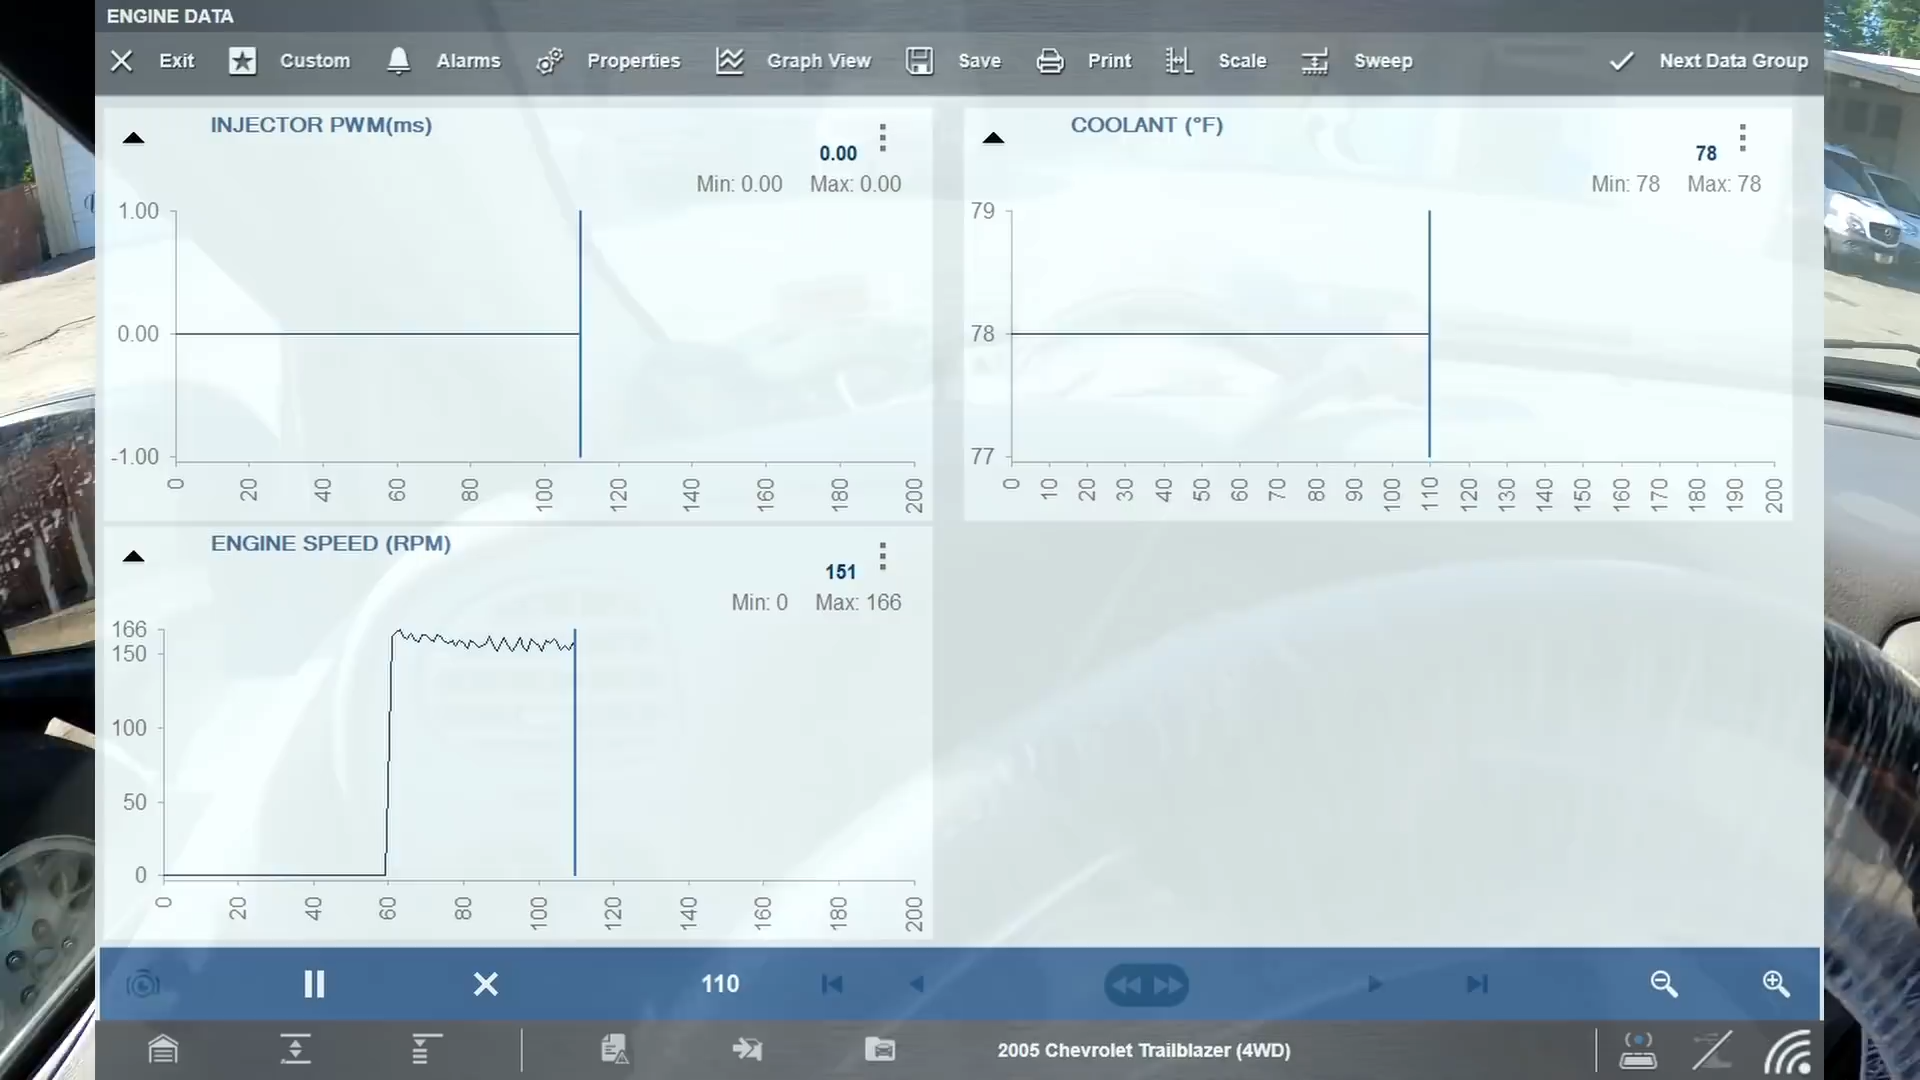 ENGINE DATA
Exit Custom Alarms Properties Graph View Save Print Scale Sweep Next Data Group
INJECTOR PWM(ms)
0.00
Min: 0.00 Max: 0.00
1.00
0.00
-1.00
0 20 40 60 80 100 120 140 160 180 200
COOLANT (°F)
78
Min: 78 Max: 78
79
78
77
0 10 20 30 40 50 60 70 80 90 100 110 120 130 140 150 160 170 180 190 200
ENGINE SPEED (RPM)
151
Min: 0 Max: 166
166
150
100
50
0
0 20 40 60 80 100 120 140 160 180 200
110
2005 Chevrolet Trailblazer (4WD)